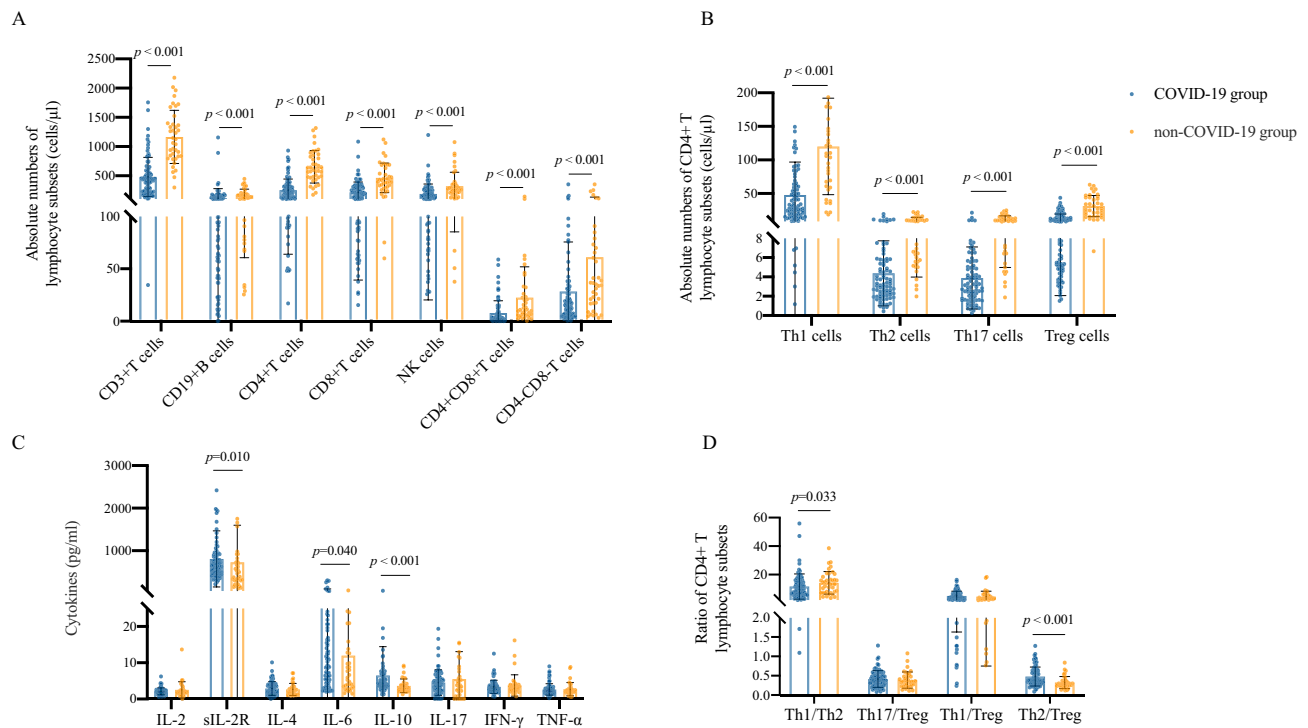 A
Absolute numbers of
lymphocyte subsets (cells/μl)
2500
2000
1500
1000
500
100
50
0
p < 0.001
p < 0.001
p < 0.001
p < 0.001
p < 0.001
p < 0.001
p < 0.001
CD3+T cells
CD19+B cells
CD4+T cells
CD8+T cells
NK cells
CD4+CD8+T cells
CD4-CD8-T cells
B
Absolute numbers of CD4+ T
lymphocyte subsets (cells/μl)
200
150
100
50
8
6
4
2
0
p < 0.001
p < 0.001
p < 0.001
p < 0.001
Th1 cells
Th2 cells
Th17 cells
Treg cells
COVID-19 group
non-COVID-19 group
C
Cytokines (pg/ml)
3000
2000
1000
20
10
0
p=0.010
p=0.040
p < 0.001
IL-2
sIL-2R
IL-4
IL-6
IL-10
IL-17
IFN-γ
TNF-α
D
Ratio of CD4+ T
lymphocyte subsets
60
40
20
2.0
1.5
1.0
0.5
0.0
p=0.033
p < 0.001
Th1/Th2
Th17/Treg
Th1/Treg
Th2/Treg